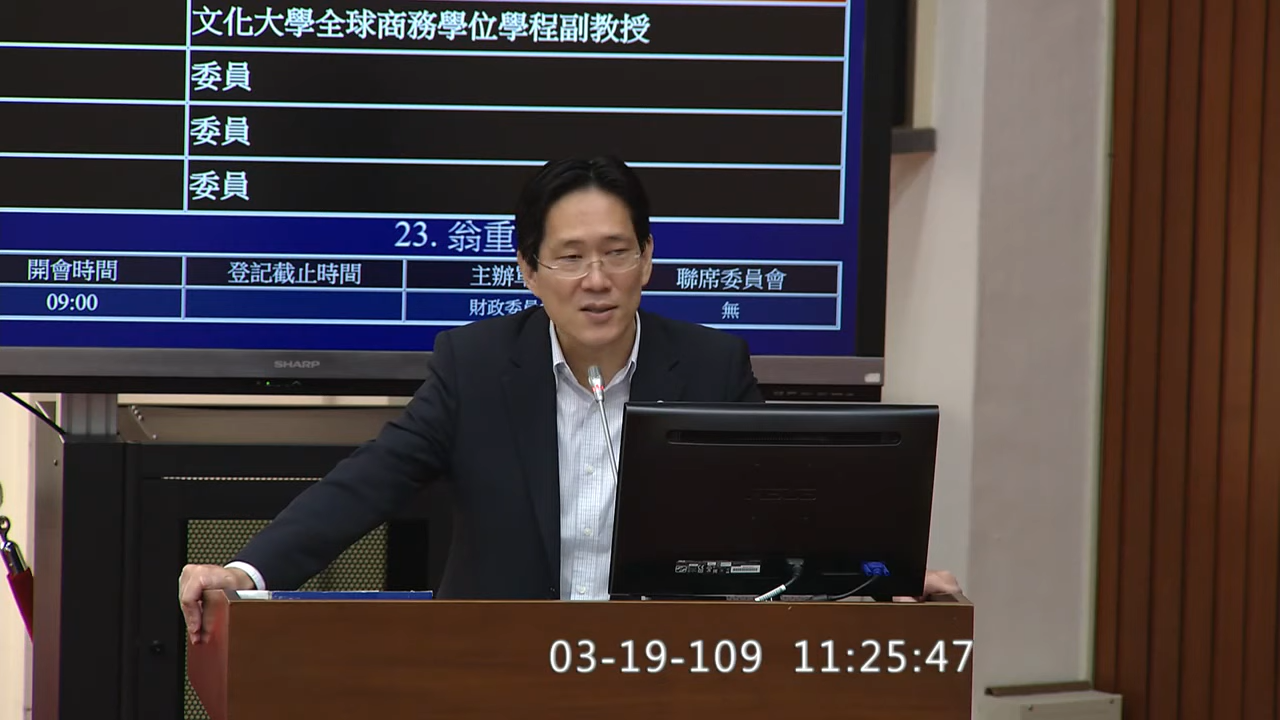 文化大學全球商務學位學程副教授
委員
委員
委員
23. 翁重
開會時間 登記截止時間 主辦 聯席委員會
09:00 財政委 無
SHARP
03-19-109 11:25:47